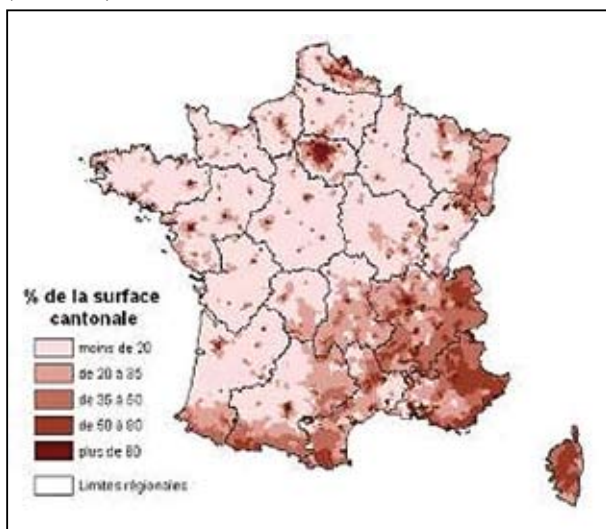 % de la surface
cantonale
moins de 20
de 20 à 35
de 35 à 50
de 50 à 80
plus de 80
Limites régionales